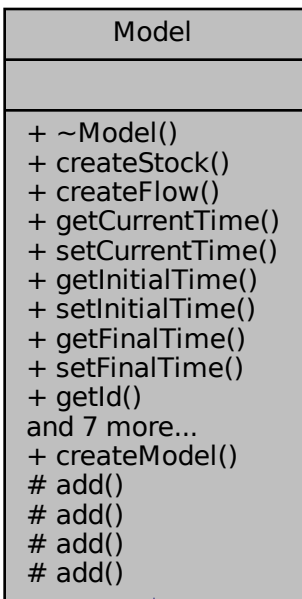 Model
+ ~Model()
+ createStock()
+ createFlow()
+ getCurrentTime()
+ setCurrentTime()
+ getInitialTime()
+ setInitialTime()
+ getFinalTime()
+ setFinalTime()
+ getId()
and 7 more...
+ createModel()
# add()
# add()
# add()
# add()